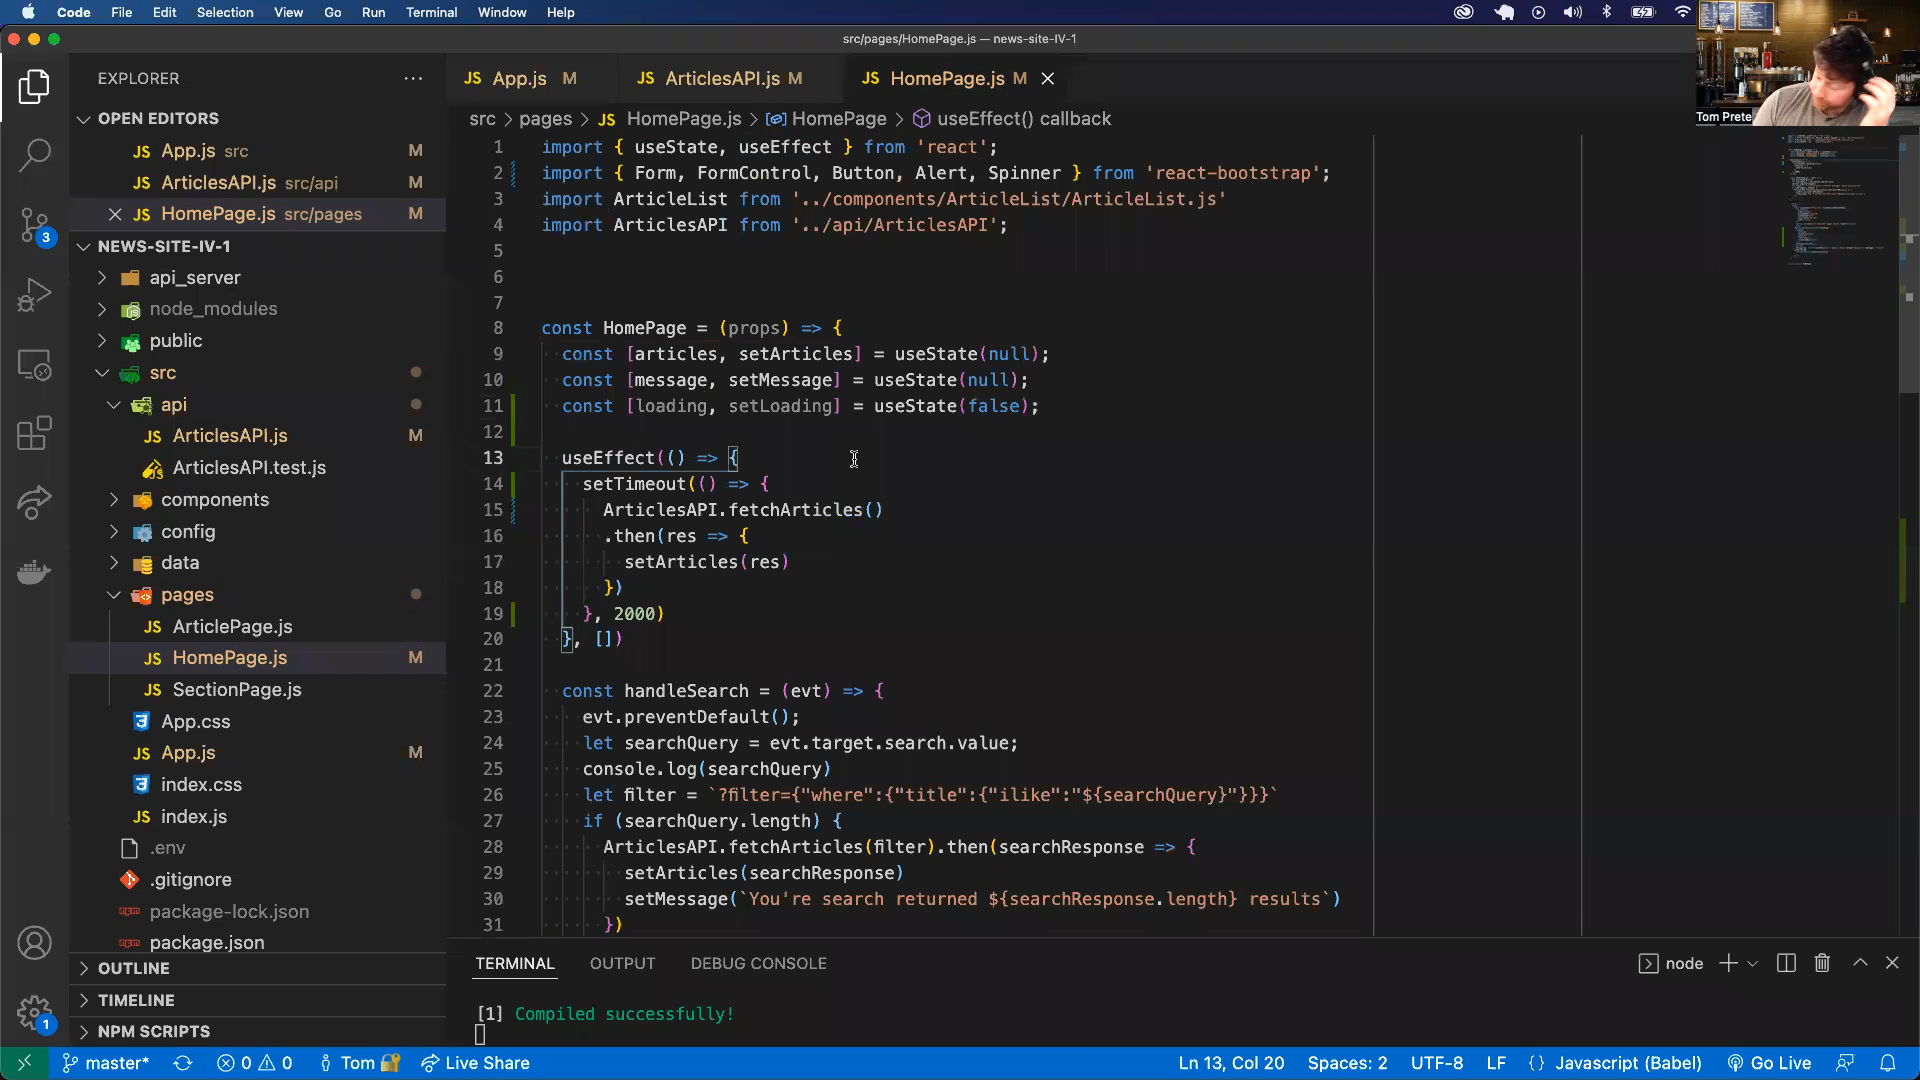 Code File Edit Selection View Go Run Terminal Window Help
src/pages/HomePage.js — news-site-IV-1
Tom Prete
EXPLORER
OPEN EDITORS
JS App.js src M
JS ArticlesAPI.js src/api M
JS HomePage.js src/pages M
NEWS-SITE-IV-1
api_server
node_modules
public
src
api
JS ArticlesAPI.js M
ArticlesAPI.test.js
components
config
data
pages
JS ArticlePage.js
JS HomePage.js M
JS SectionPage.js
App.css
JS App.js M
index.css
JS index.js
.env
.gitignore
package-lock.json
package.json
OUTLINE
TIMELINE
NPM SCRIPTS
3
1
JS App.js M JS ArticlesAPI.js M JS HomePage.js M
src > pages > JS HomePage.js > HomePage > useEffect() callback
1 import { useState, useEffect } from 'react';
2 import { Form, FormControl, Button, Alert, Spinner } from 'react-bootstrap';
3 import ArticleList from '../components/ArticleList/ArticleList.js'
4 import ArticlesAPI from '../api/ArticlesAPI';
5
6
7
8 const HomePage = (props) => {
9 const [articles, setArticles] = useState(null);
10 const [message, setMessage] = useState(null);
11 const [loading, setLoading] = useState(false);
12
13 useEffect(() => {
14 setTimeout(() => {
15 ArticlesAPI.fetchArticles()
16 .then(res => {
17 setArticles(res)
18 })
19 }, 2000)
20 }, [])
21
22 const handleSearch = (evt) => {
23 evt.preventDefault();
24 let searchQuery = evt.target.search.value;
25 console.log(searchQuery)
26 let filter = `?filter={"where":{"title":{"ilike":"${searchQuery}"}}}`
27 if (searchQuery.length) {
28 ArticlesAPI.fetchArticles(filter).then(searchResponse => {
29 setArticles(searchResponse)
30 setMessage(`You're search returned ${searchResponse.length} results`)
31 })
TERMINAL OUTPUT DEBUG CONSOLE node
[1] Compiled successfully!
master* 0 0 Tom Live Share Ln 13, Col 20 Spaces: 2 UTF-8 LF {} Javascript (Babel) Go Live